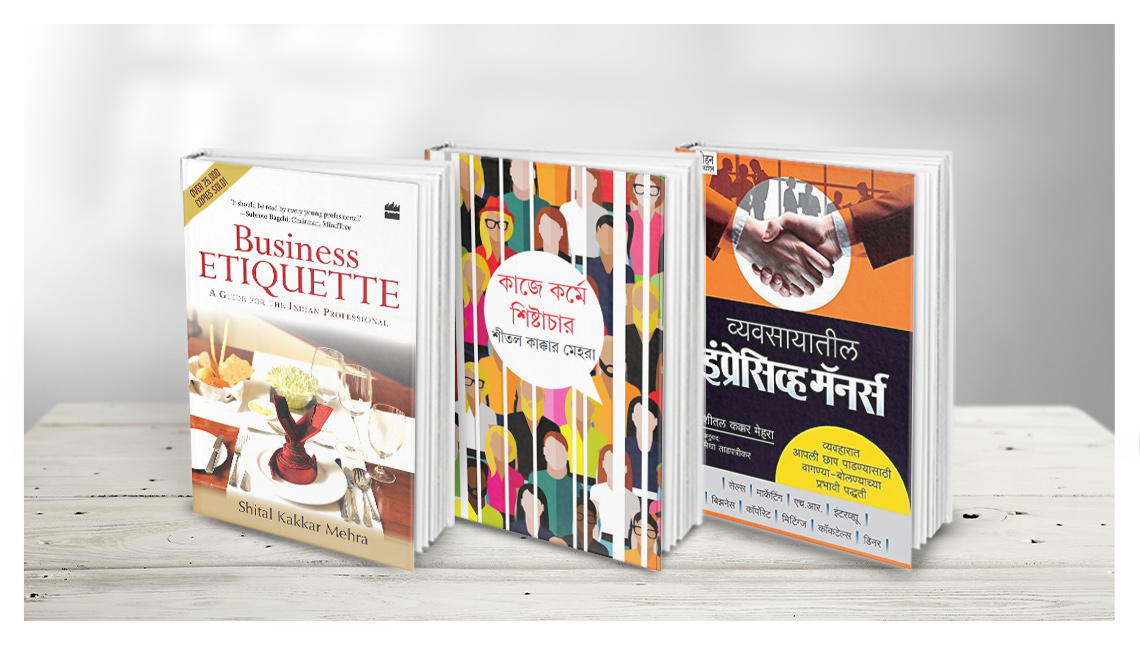 OVER 25,000
COPIES SOLD!
'It should be read by every young professional'
—Subroto Bagchi, Chairman, MindTree
Business
ETIQUETTE
A Guide for the Indian Professional
Shital Kakkar Mehra
কাজে কর্মে
শিষ্টাচার
শীতল কাক্কার মেহরা
व्यवसायातील
इंप्रेसिव्ह मॅनर्स
शीतल कक्कर मेहरा
व्यवहारात
आपली छाप पाडण्यासाठी
वागण्या-बोलण्याच्या
प्रभावी पद्धती
सेल्स | मार्केटिंग | एच.आर. | इंटरव्ह्यू
बिझनेस | कॉर्पोरेट | मिटिंग्ज | कॉकटेल्स | डिनर